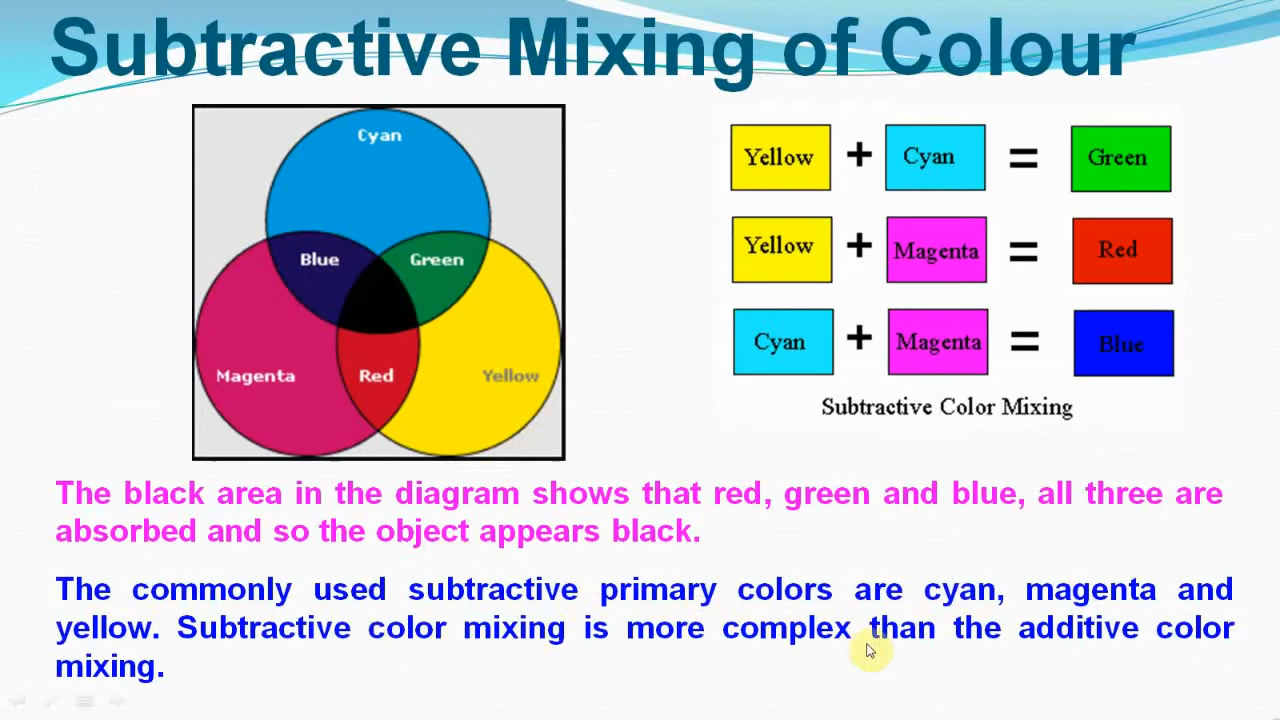 Subtractive Mixing of Colour
Cyan
Blue
Green
Magenta
Red
Yellow
Yellow + Cyan = Green
Yellow + Magenta = Red
Cyan + Magenta = Blue
Subtractive Color Mixing
The black area in the diagram shows that red, green and blue, all three are
absorbed and so the object appears black.
The commonly used subtractive primary colors are cyan, magenta and
yellow. Subtractive color mixing is more complex than the additive color
mixing.